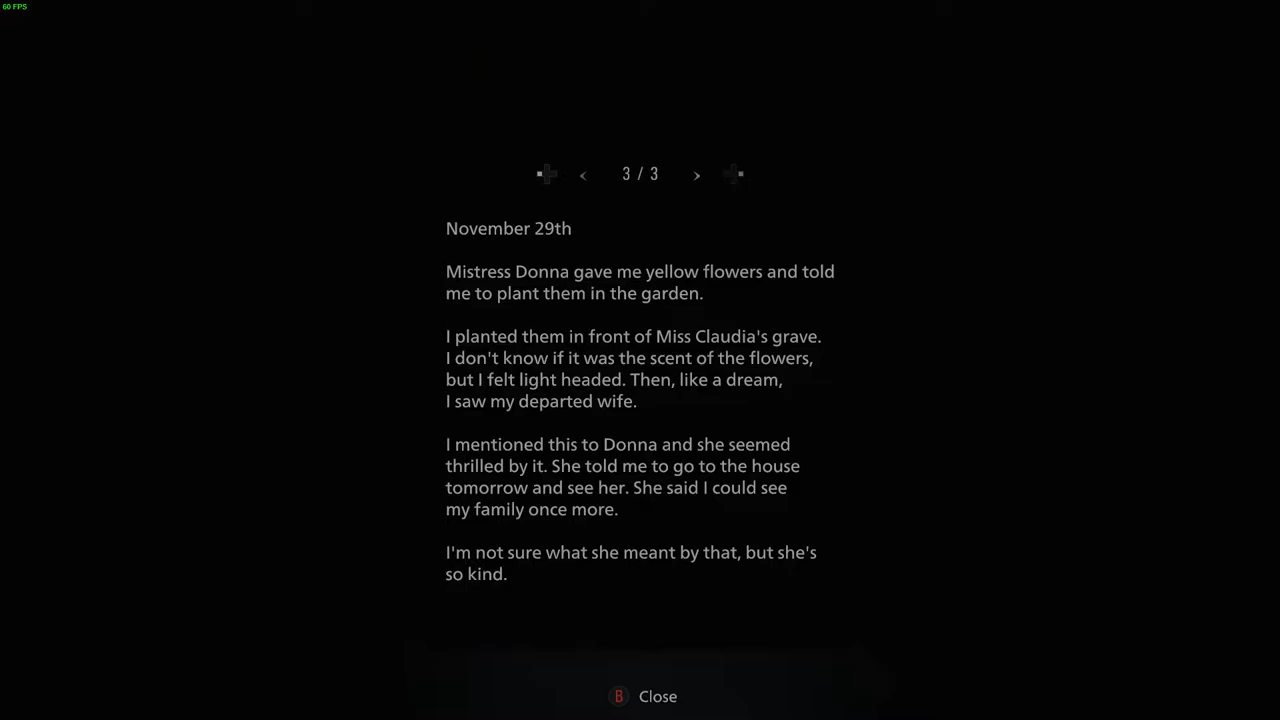 60 FPS
< 3 / 3 >
November 29th
Mistress Donna gave me yellow flowers and told
me to plant them in the garden.
I planted them in front of Miss Claudia's grave.
I don't know if it was the scent of the flowers,
but I felt light headed. Then, like a dream,
I saw my departed wife.
I mentioned this to Donna and she seemed
thrilled by it. She told me to go to the house
tomorrow and see her. She said I could see
my family once more.
I'm not sure what she meant by that, but she's
so kind.
B Close